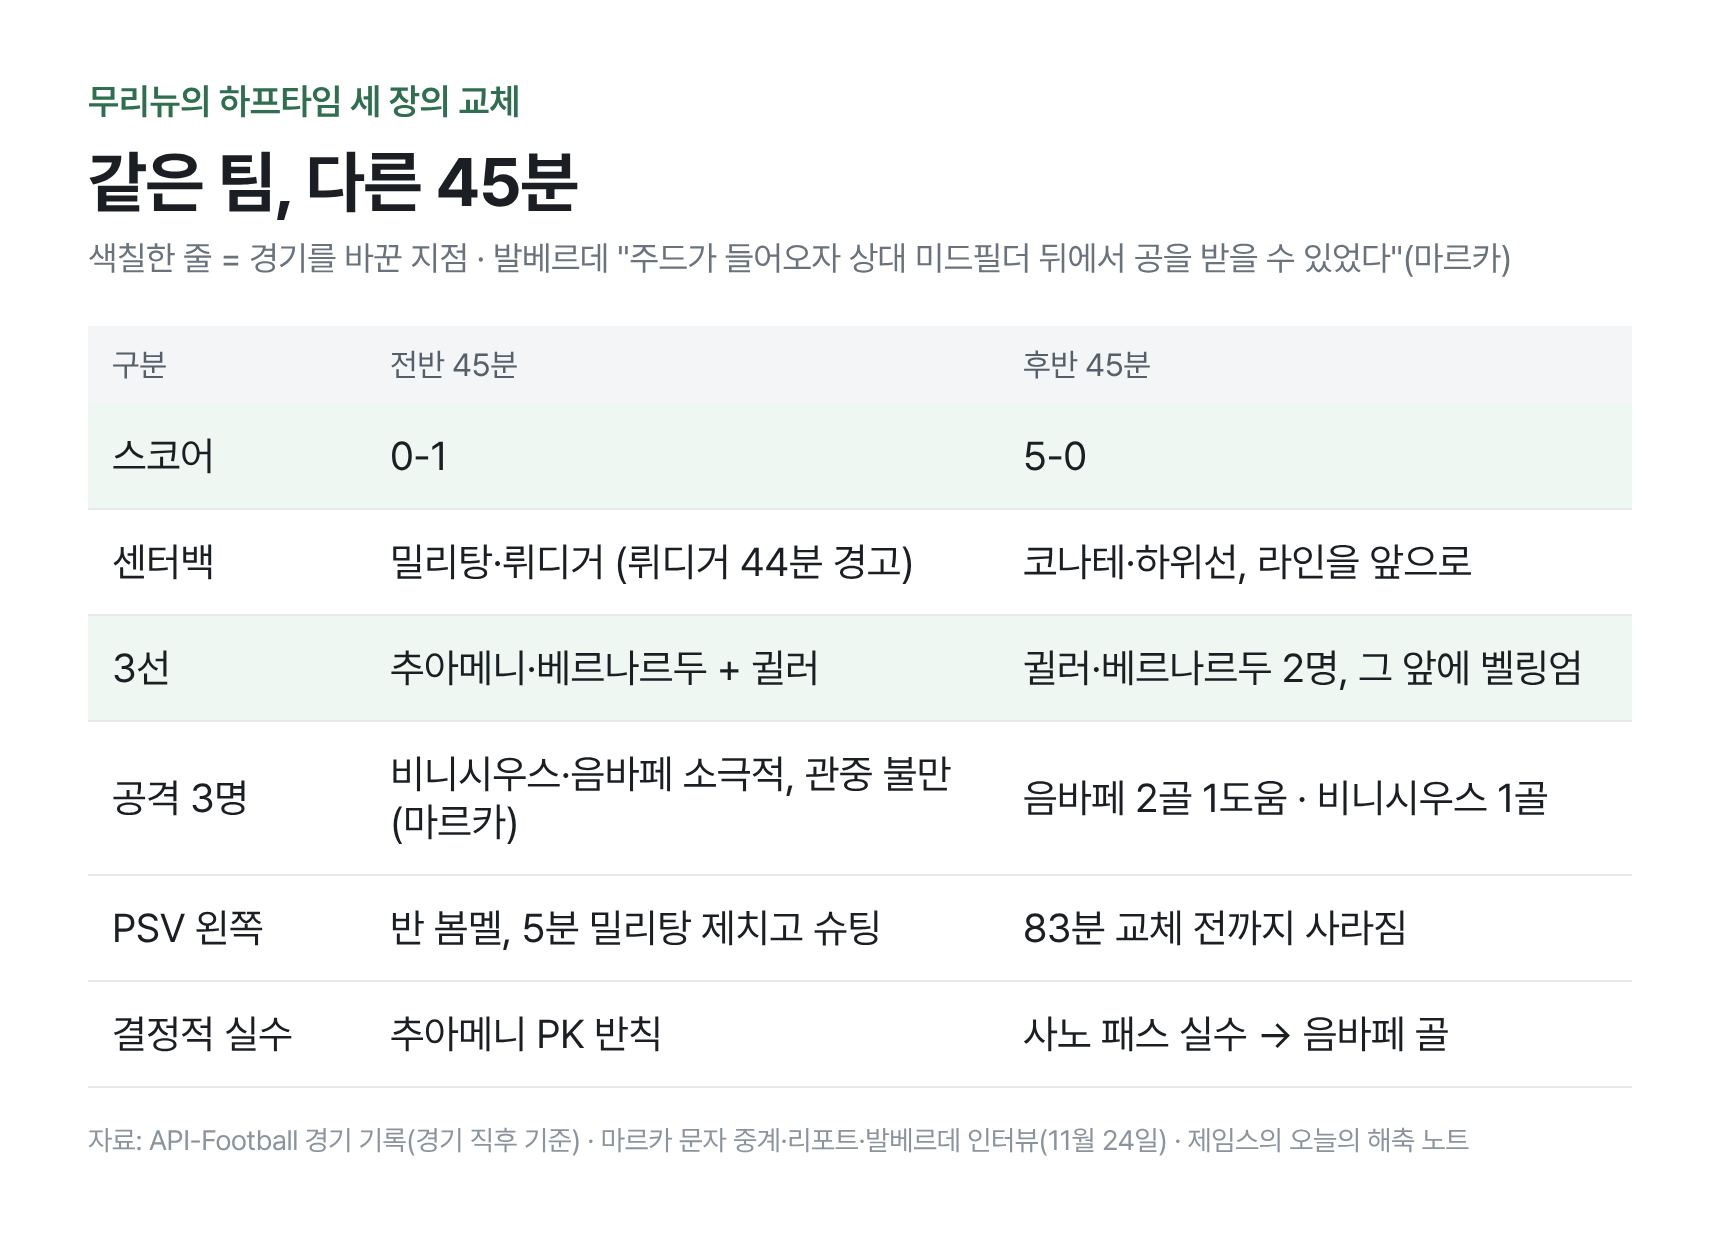 무리뉴의 하프타임 세 장의 교체
같은 팀, 다른 45분
색칠한 줄 = 경기를 바꾼 지점 · 발베르데 "주드가 들어오자 상대 미드필더 뒤에서 공을 받을 수 있었다"(마르카)
구분 전반 45분 후반 45분
스코어 0-1 5-0
센터백 밀리탕·뤼디거 (뤼디거 44분 경고) 코나테·하위선, 라인을 앞으로
3선 추아메니·베르나르두 + 귈러 귈러·베르나르두 2명, 그 앞에 벨링엄
공격 3명 비니시우스·음바페 소극적, 관중 불만 (마르카) 음바페 2골 1도움 · 비니시우스 1골
PSV 왼쪽 반 봄멜, 5분 밀리탕 제치고 슈팅 83분 교체 전까지 사라짐
결정적 실수 추아메니 PK 반칙 사노 패스 실수 → 음바페 골
자료: API-Football 경기 기록(경기 직후 기준) · 마르카 문자 중계·리포트·발베르데 인터뷰(11월 24일) · 제임스의 오늘의 해축 노트